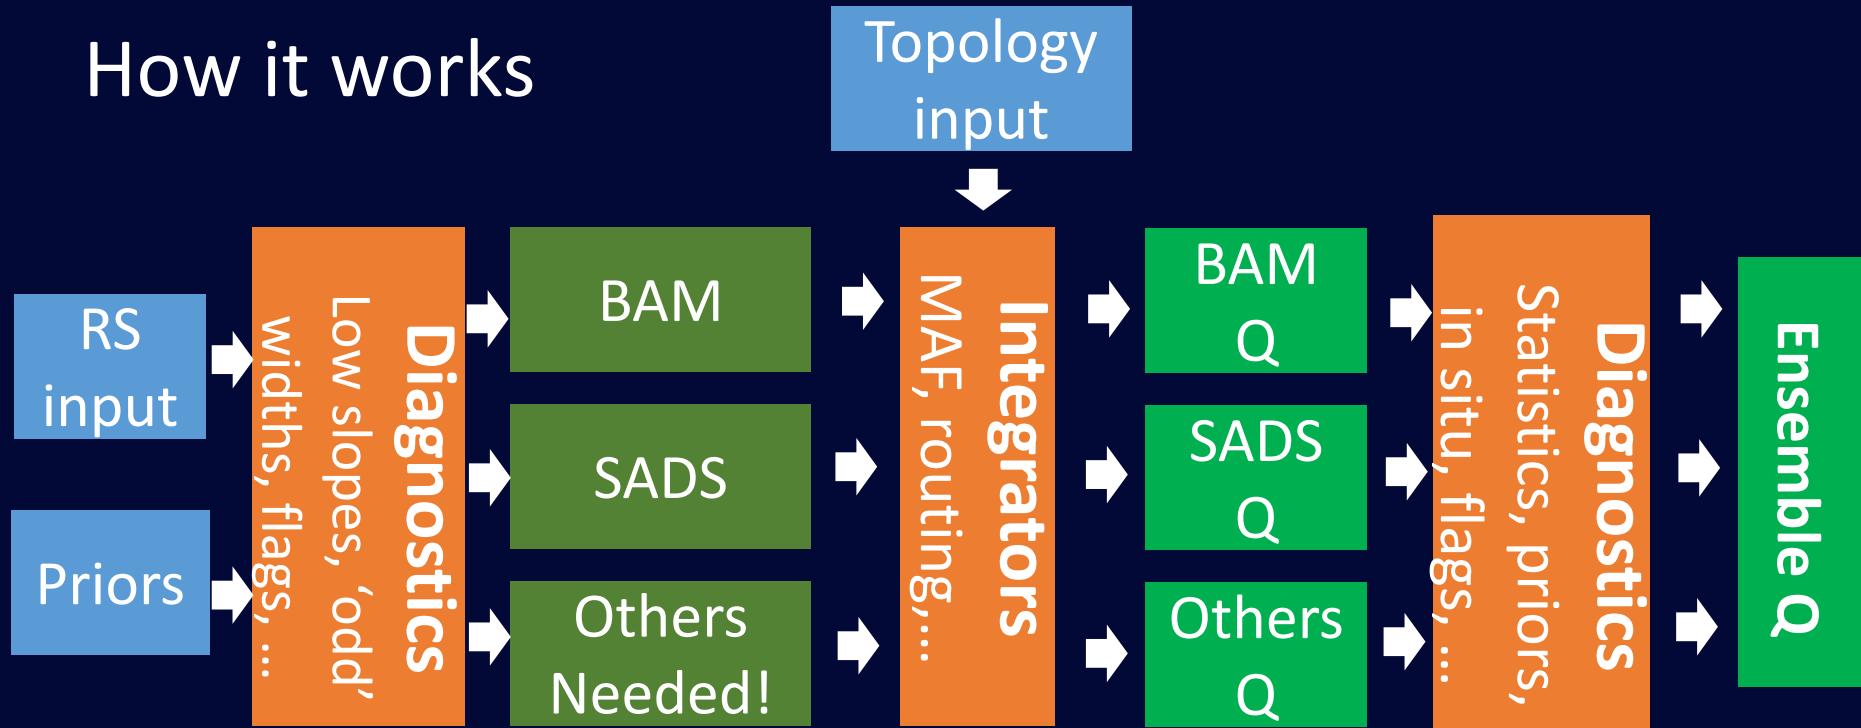 How it works
Topology
input
RS
input
Priors
Diagnostics
Low slopes, ‘odd’
widths, flags, …
BAM
SADS
Others
Needed!
Integrators
MAF, routing,…
BAM
Q
SADS
Q
Others
Q
Diagnostics
Stattistics, priors,
in situ, flags, …
Ensemble Q